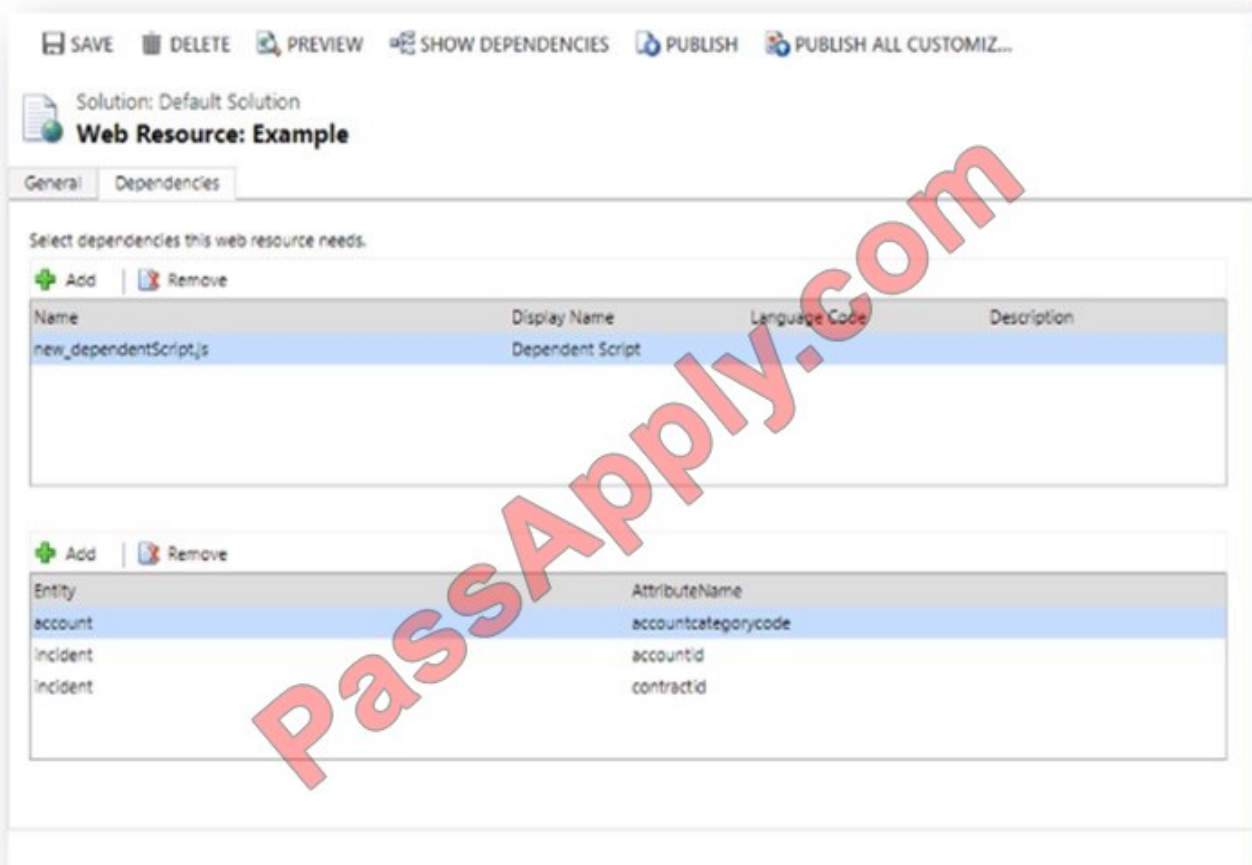 SAVE DELETE PREVIEW SHOW DEPENDENCIES PUBLISH PUBLISH ALL CUSTOMIZ...
Solution: Default Solution
Web Resource: Example
General Dependencies
Select dependencies this web resource needs.
Add Remove
Name Display Name Language Code Description
new_dependentScript.js Dependent Script
Add Remove
Entity AttributeName
account accountcategorycode
incident accountid
incident contractid
PassApply.com